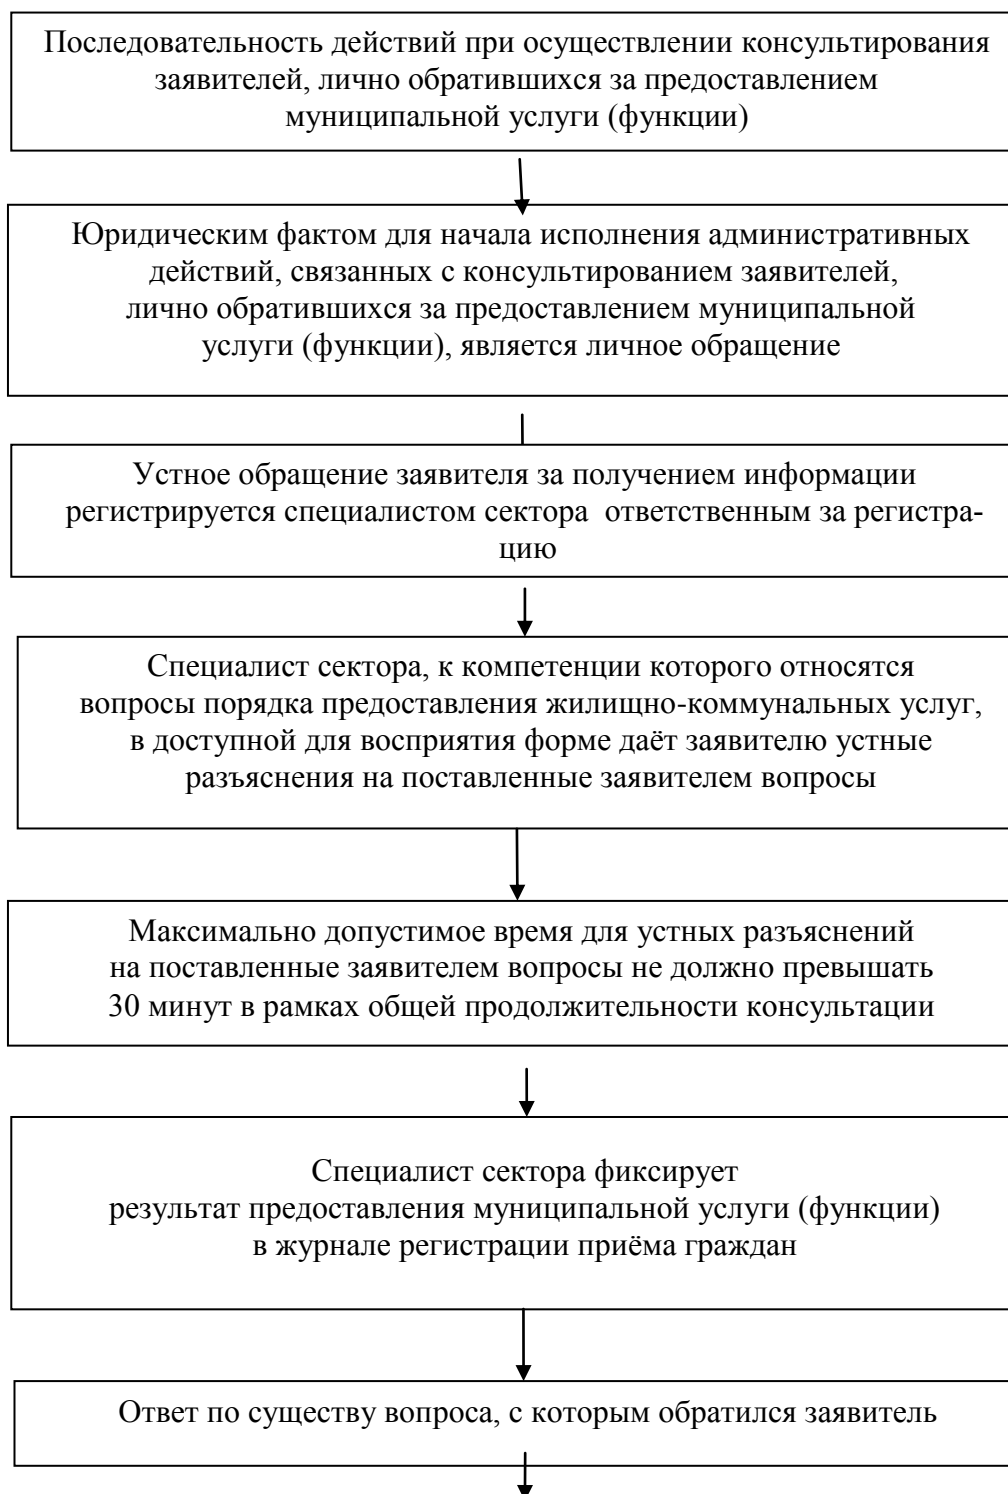 Последовательность действий при осуществлении консультирования
заявителей, лично обратившихся за предоставлением
муниципальной услуги (функции)
Юридическим фактом для начала исполнения административных
действий, связанных с консультированием заявителей,
лично обратившихся за предоставлением муниципальной
услуги (функции), является личное обращение
Устное обращение заявителя за получением информации
регистрируется специалистом сектора  ответственным за регистра-
цию
Специалист сектора, к компетенции которого относятся
вопросы порядка предоставления жилищно-коммунальных услуг,
в доступной для восприятия форме даёт заявителю устные
разъяснения на поставленные заявителем вопросы
Максимально допустимое время для устных разъяснений
на поставленные заявителем вопросы не должно превышать
30 минут в рамках общей продолжительности консультации
Специалист сектора фиксирует
результат предоставления муниципальной услуги (функции)
в журнале регистрации приёма граждан
Ответ по существу вопроса, с которым обратился заявитель